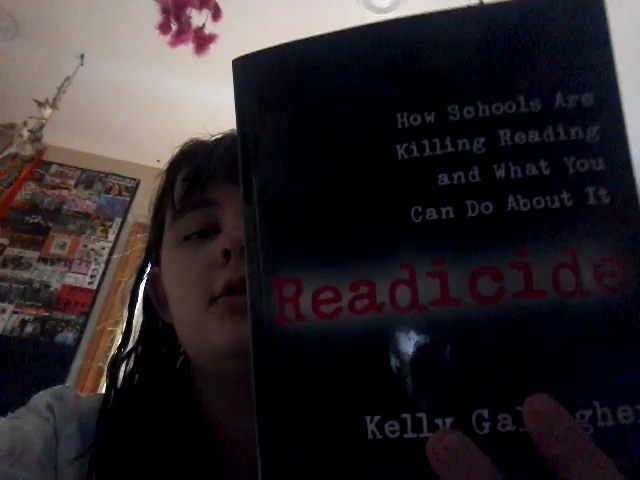 How Schools Are
Killing Reading
and What You
Can Do About It
Readicide
Kelly